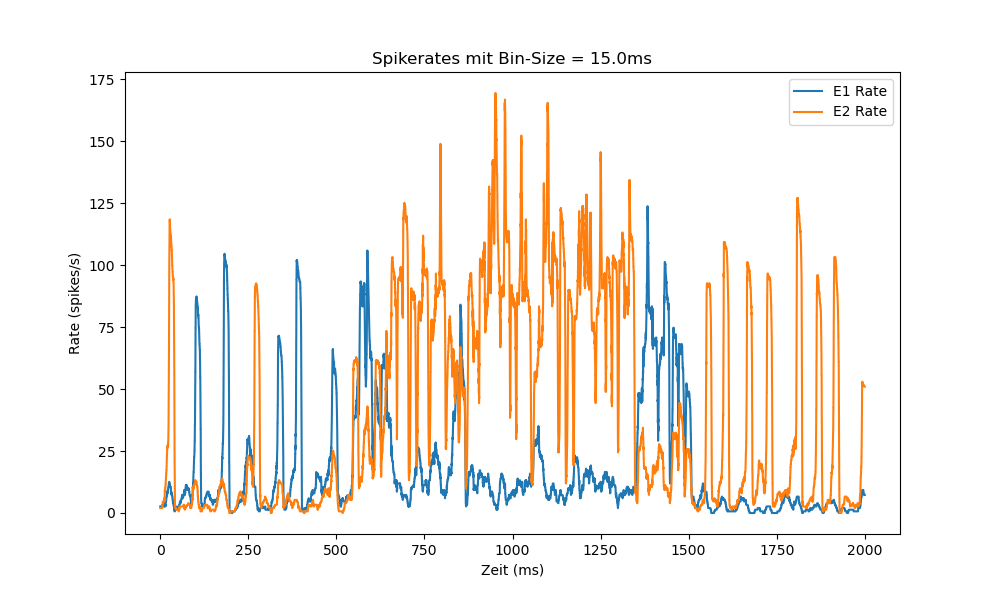 Spikerates mit Bin-Size = 15.0ms
E1 Rate
E2 Rate
Rate (spikes/s)
175
150
125
100
75
50
25
0
0 250 500 750 1000 1250 1500 1750 2000
Zeit (ms)